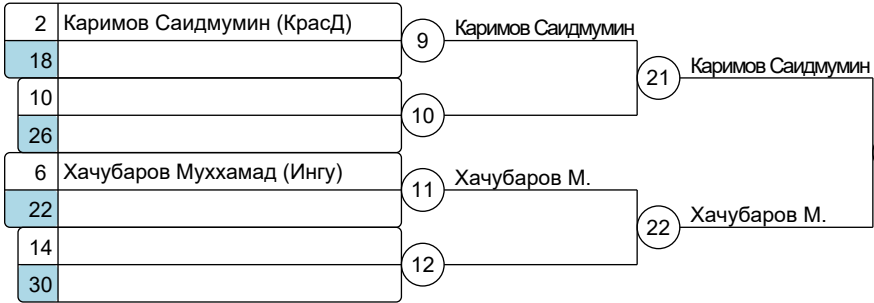 2 Каримов Саидмумин (КрасД)
9 Каримов Саидмумин
18
21 Каримов Саидмумин
10
10
26
6 Хачубаров Муххамад (Ингу)
11 Хачубаров М.
22
22 Хачубаров М.
14
12
30